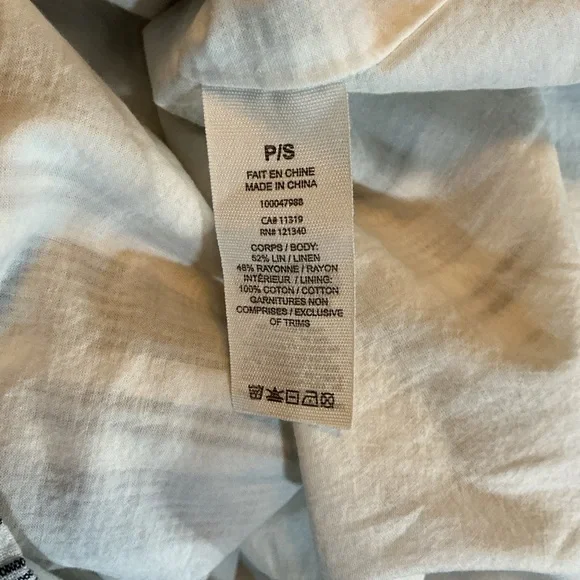 P/S
FAIT EN CHINE
MADE IN CHINA
100047988
CA# 11319
RN# 121340
CORPS / BODY:
52% LIN / LINEN
48% RAYONNE / RAYON
INTÉRIEUR / LINING:
100% COTON / COTTON
GARNITURES NON
COMPRISES / EXCLUSIVE
OF TRIMS